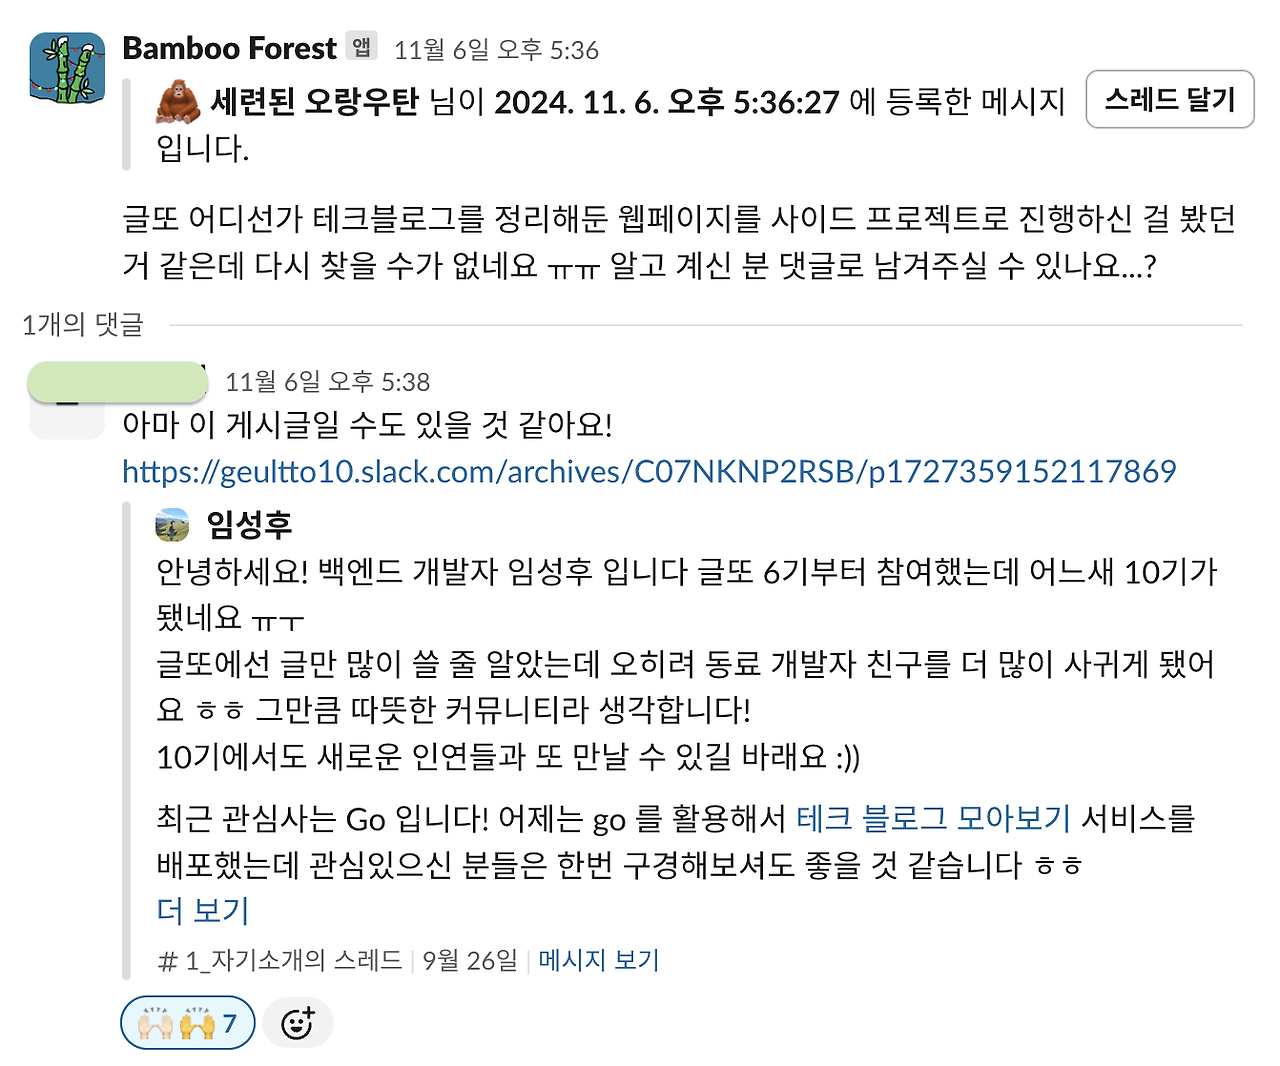 Bamboo Forest 앱 11월 6일 오후 5:36
세련된 오랑우탄 님이 2024. 11. 6. 오후 5:36:27 에 등록한 메시지
입니다.
스레드 달기
글또 어디선가 테크블로그를 정리해둔 웹페이지를 사이드 프로젝트로 진행하신 걸 봤던
거 같은데 다시 찾을 수가 없네요 ㅠㅠ 알고 계신 분 댓글로 남겨주실 수 있나요...?
1개의 댓글
11월 6일 오후 5:38
아마 이 게시글일 수도 있을 것 같아요!
https://geultto10.slack.com/archives/C07NKNP2RSB/p1727359152117869
임성후
안녕하세요! 백엔드 개발자 임성후 입니다 글또 6기부터 참여했는데 어느새 10기가
됐네요 ㅠㅜ
글또에선 글만 많이 쓸 줄 알았는데 오히려 동료 개발자 친구를 더 많이 사귀게 됐어
요 ㅎㅎ 그만큼 따뜻한 커뮤니티라 생각합니다!
10기에서도 새로운 인연들과 또 만날 수 있길 바래요 :))
최근 관심사는 Go 입니다! 어제는 go 를 활용해서 테크 블로그 모아보기 서비스를
배포했는데 관심있으신 분들은 한번 구경해보셔도 좋을 것 같습니다 ㅎㅎ
더 보기
# 1_자기소개의 스레드 | 9월 26일 | 메시지 보기
7